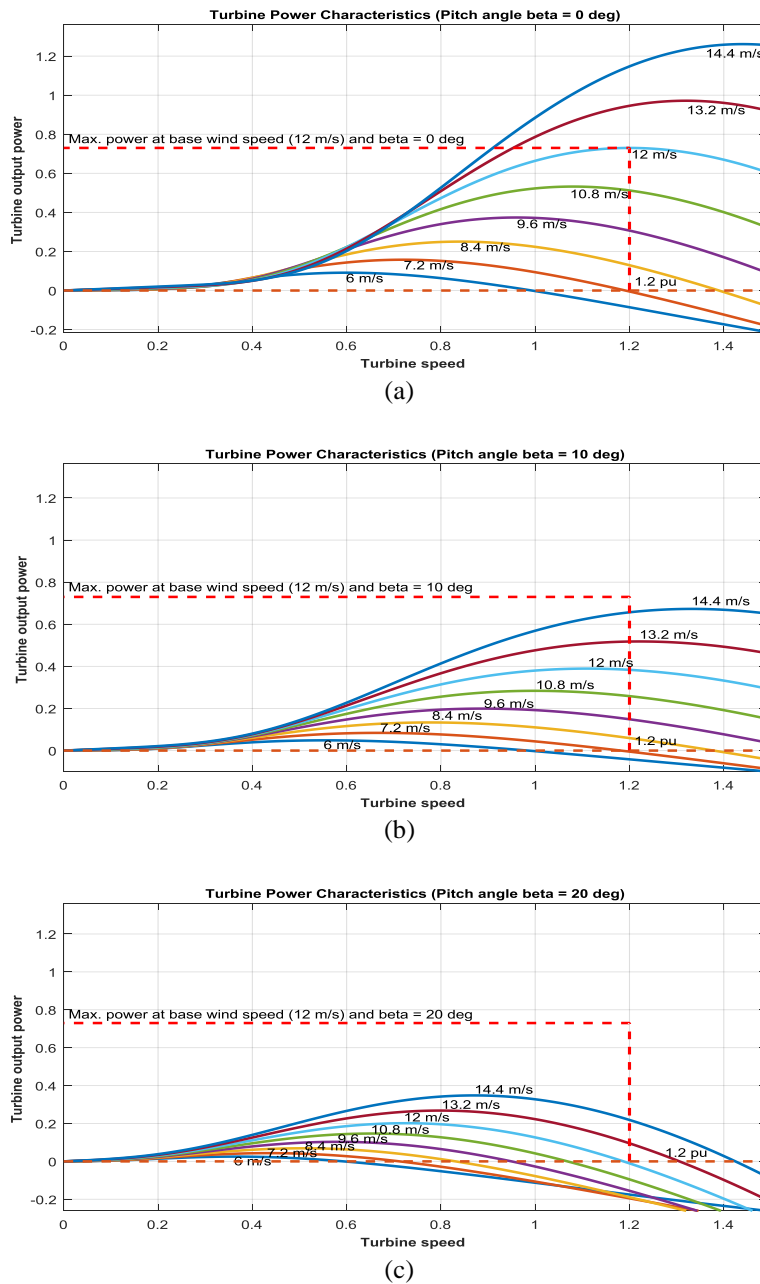 Turbine Power Characteristics (Pitch angle beta = 0 deg)
1.2
1
0.8
0.6
0.4
0.2
0
-0.2
Turbine output power
Max. power at base wind speed (12 m/s) and beta = 0 deg
14.4 m/s
13.2 m/s
12 m/s
10.8 m/s
9.6 m/s
8.4 m/s
7.2 m/s
6 m/s
1.2 pu
0 0.2 0.4 0.6 0.8 1 1.2 1.4
Turbine speed
(a)
Turbine Power Characteristics (Pitch angle beta = 10 deg)
1.2
1
0.8
0.6
0.4
0.2
0
Turbine output power
Max. power at base wind speed (12 m/s) and beta = 10 deg
14.4 m/s
13.2 m/s
12 m/s
10.8 m/s
9.6 m/s
8.4 m/s
7.2 m/s
6 m/s
1.2 pu
0 0.2 0.4 0.6 0.8 1 1.2 1.4
Turbine speed
(b)
Turbine Power Characteristics (Pitch angle beta = 20 deg)
1.2
1
0.8
0.6
0.4
0.2
0
-0.2
Turbine output power
Max. power at base wind speed (12 m/s) and beta = 20 deg
14.4 m/s
13.2 m/s
12 m/s
10.8 m/s
9.6 m/s
8.4 m/s
7.2 m/s
6 m/s
1.2 pu
0 0.2 0.4 0.6 0.8 1 1.2 1.4
Turbine speed
(c)